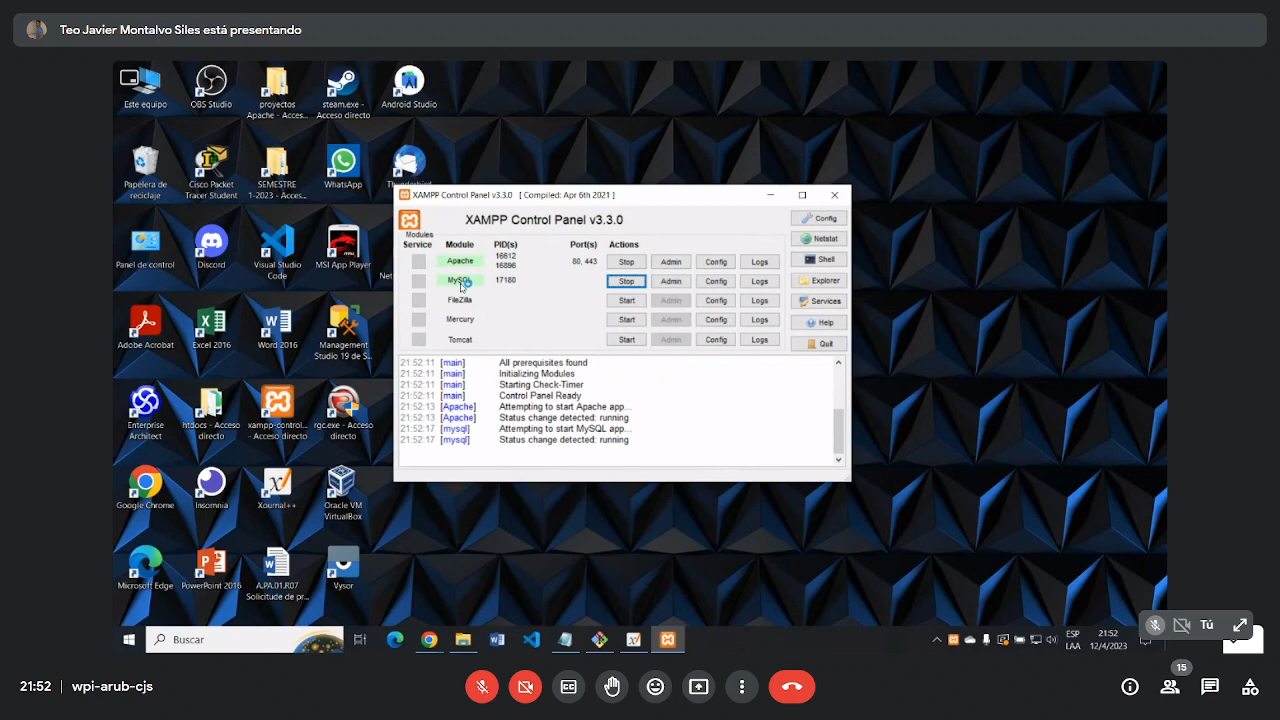 Teo Javier Montalvo Siles está presentando
Este equipo
OBS Studio
proyectos
Apache - Acces...
steam.exe -
Acceso directo
Android Studio
Papelera de
reciclaje
Cisco Packet
Tracer Student
SEMESTRE
1-2023 - Acces...
WhatsApp
Thunderbird
Panel de control
Discord
Visual Studio
Code
MSI App Player
Net
Adobe Acrobat
Excel 2016
Word 2016
Management
Studio 19 de S...
Enterprise
Architect
htdocs - Acceso
directo
xampp-control...
- Acceso directo
rgc.exe - Acceso
directo
Google Chrome
Insomnia
Xournal++
Oracle VM
VirtualBox
Microsoft Edge
PowerPoint 2016
A.PA.01.R07
Solicitude de pr...
Vysor
XAMPP Control Panel v3.3.0 [ Compiled: Apr 6th 2021 ]
XAMPP Control Panel v3.3.0
Modules
Service Module PID(s) Port(s) Actions
Apache 16612 16896 80, 443 Stop Admin Config Logs
MySQL 17180 Stop Admin Config Logs
FileZilla Start Admin Config Logs
Mercury Start Admin Config Logs
Tomcat Start Admin Config Logs
Config
Netstat
Shell
Explorer
Services
Help
Quit
21:52:11 [main] All prerequisites found
21:52:11 [main] Initializing Modules
21:52:11 [main] Starting Check-Timer
21:52:11 [main] Control Panel Ready
21:52:13 [Apache] Attempting to start Apache app...
21:52:13 [Apache] Status change detected: running
21:52:17 [mysql] Attempting to start MySQL app...
21:52:17 [mysql] Status change detected: running
Buscar
ESP
LAA
21:52
12/4/2023
Tú
21:52 | wpi-arub-cjs
15